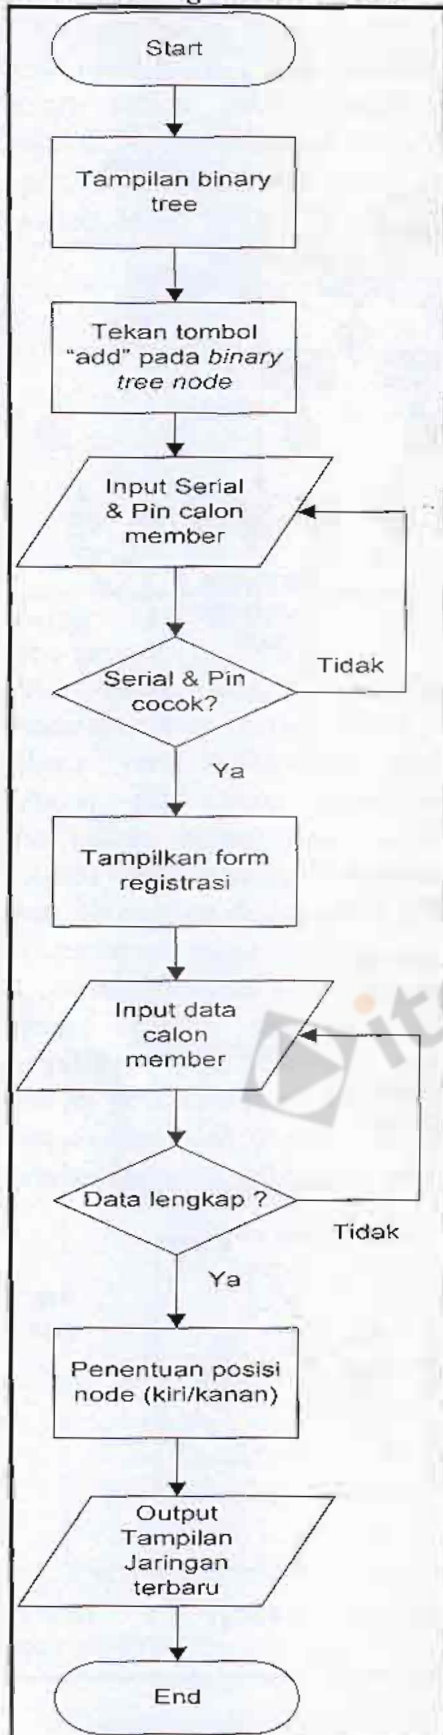 Start
Tampilan binary
tree
Tekan tombol
"add" pada binary
tree node
Input Serial
& Pin calon
member
Serial & Pin
cocok?
Tidak
Ya
Tampilkan form
registrasi
Input data
calon
member
Data lengkap ?
Tidak
Ya
Penentuan posisi
node (kiri/kanan)
Output
Tampilan
Jaringan
terbaru
End